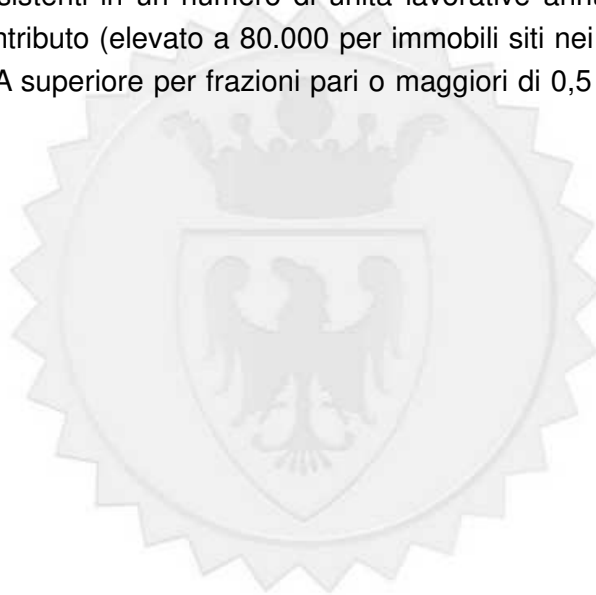 sistenti in un numero di unità lavorative annu
ntributo (elevato a 80.000 per immobili siti nei
A superiore per frazioni pari o maggiori di 0,5